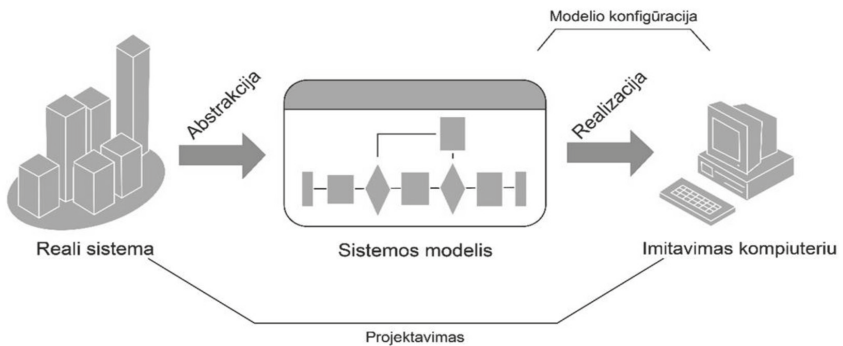 Modelio konfigūracija
Abstrakcija
Realizacija
Reali sistema
Sistemos modelis
Imitavimas kompiuteriu
Projektavimas